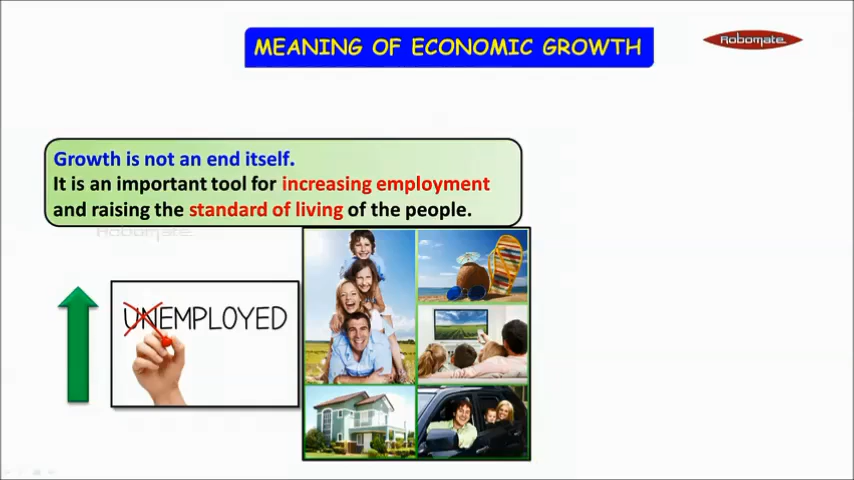 MEANING OF ECONOMIC GROWTH
Robomate
Growth is not an end itself.
It is an important tool for increasing employment
and raising the standard of living of the people.
Robomate
UNEMPLOYED